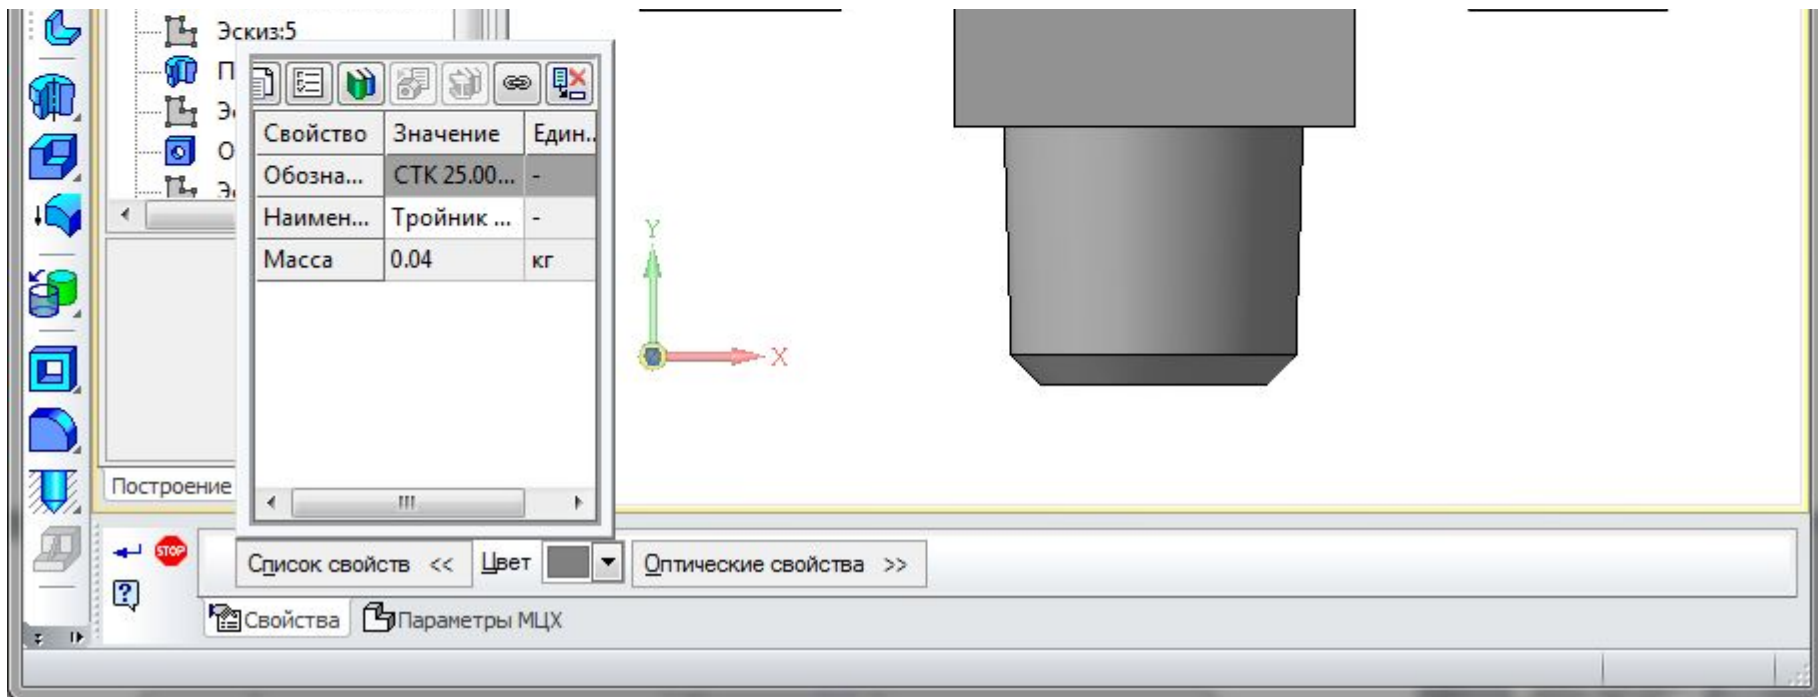 Эскиз:5
П
Э
О
Э
Свойство Значение Един..
Обозна... СТК 25.00... -
Наимен... Тройник ... -
Масса 0.04 кг
Y
X
Построение
STOP
Список свойств << Цвет Оптические свойства >>
Свойства Параметры МЦХ